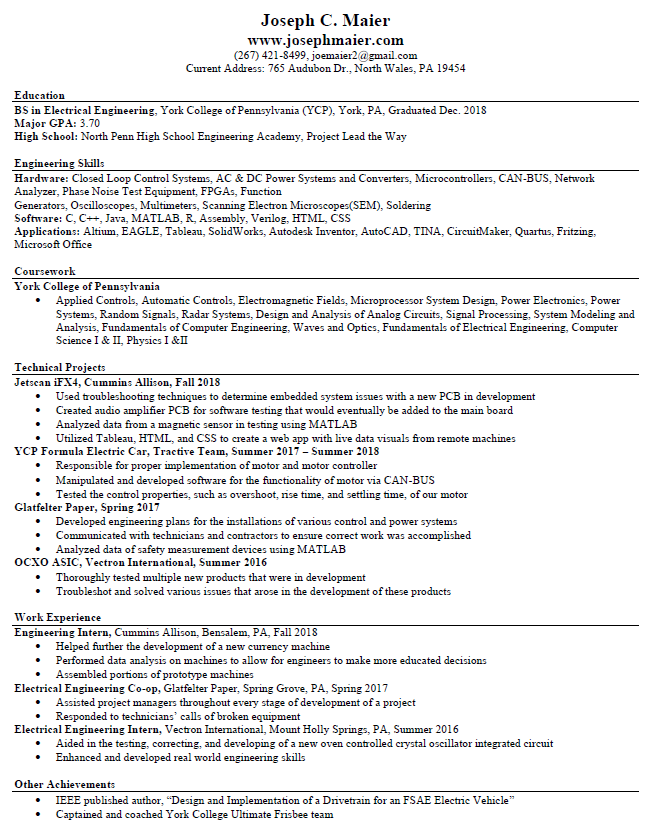 Joseph C. Maier
www.josephmaier.com
(267) 421-8499, joemaier2@gmail.com
Current Address: 765 Audubon Dr., North Wales, PA 19454
Education
BS in Electrical Engineering, York College of Pennsylvania (YCP), York, PA, Graduated Dec. 2018
Major GPA: 3.70
High School: North Penn High School Engineering Academy, Project Lead the Way
Engineering Skills
Hardware: Closed Loop Control Systems, AC & DC Power Systems and Converters, Microcontrollers, CAN-BUS, Network
Analyzer, Phase Noise Test Equipment, FPGAs, Function
Generators, Oscilloscopes, Multimeters, Scanning Electron Microscopes(SEM), Soldering
Software: C, C++, Java, MATLAB, R, Assembly, Verilog, HTML, CSS
Applications: Altium, EAGLE, Tableau, SolidWorks, Autodesk Inventor, AutoCAD, TINA, CircuitMaker, Quartus, Fritzing,
Microsoft Office
Coursework
York College of Pennsylvania
• Applied Controls, Automatic Controls, Electromagnetic Fields, Microprocessor System Design, Power Electronics, Power
Systems, Random Signals, Radar Systems, Design and Analysis of Analog Circuits, Signal Processing, System Modeling and
Analysis, Fundamentals of Computer Engineering, Waves and Optics, Fundamentals of Electrical Engineering, Computer
Science I & II, Physics I &II
Technical Projects
Jetscan iFX4, Cummins Allison, Fall 2018
• Used troubleshooting techniques to determine embedded system issues with a new PCB in development
• Created audio amplifier PCB for software testing that would eventually be added to the main board
• Analyzed data from a magnetic sensor in testing using MATLAB
• Utilized Tableau, HTML, and CSS to create a web app with live data visuals from remote machines
YCP Formula Electric Car, Tractive Team, Summer 2017 – Summer 2018
• Responsible for proper implementation of motor and motor controller
• Manipulated and developed software for the functionality of motor via CAN-BUS
• Tested the control properties, such as overshoot, rise time, and settling time, of our motor
Glatfelter Paper, Spring 2017
• Developed engineering plans for the installations of various control and power systems
• Communicated with technicians and contractors to ensure correct work was accomplished
• Analyzed data of safety measurement devices using MATLAB
OCXO ASIC, Vectron International, Summer 2016
• Thoroughly tested multiple new products that were in development
• Troubleshot and solved various issues that arose in the development of these products
Work Experience
Engineering Intern, Cummins Allison, Bensalem, PA, Fall 2018
• Helped further the development of a new currency machine
• Performed data analysis on machines to allow for engineers to make more educated decisions
• Assembled portions of prototype machines
Electrical Engineering Co-op, Glatfelter Paper, Spring Grove, PA, Spring 2017
• Assisted project managers throughout every stage of development of a project
• Responded to technicians’ calls of broken equipment
Electrical Engineering Intern, Vectron International, Mount Holly Springs, PA, Summer 2016
• Aided in the testing, correcting, and developing of a new oven controlled crystal oscillator integrated circuit
• Enhanced and developed real world engineering skills
Other Achievements
• IEEE published author, “Design and Implementation of a Drivetrain for an FSAE Electric Vehicle”
• Captained and coached York College Ultimate Frisbee team